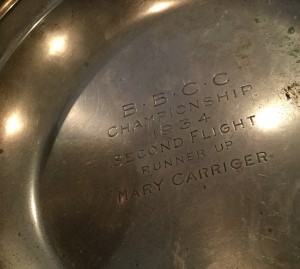 B·B·C·C
CHAMPIONSHIP
1934
SECOND FLIGHT
RUNNER UP
MARY CARRIGER